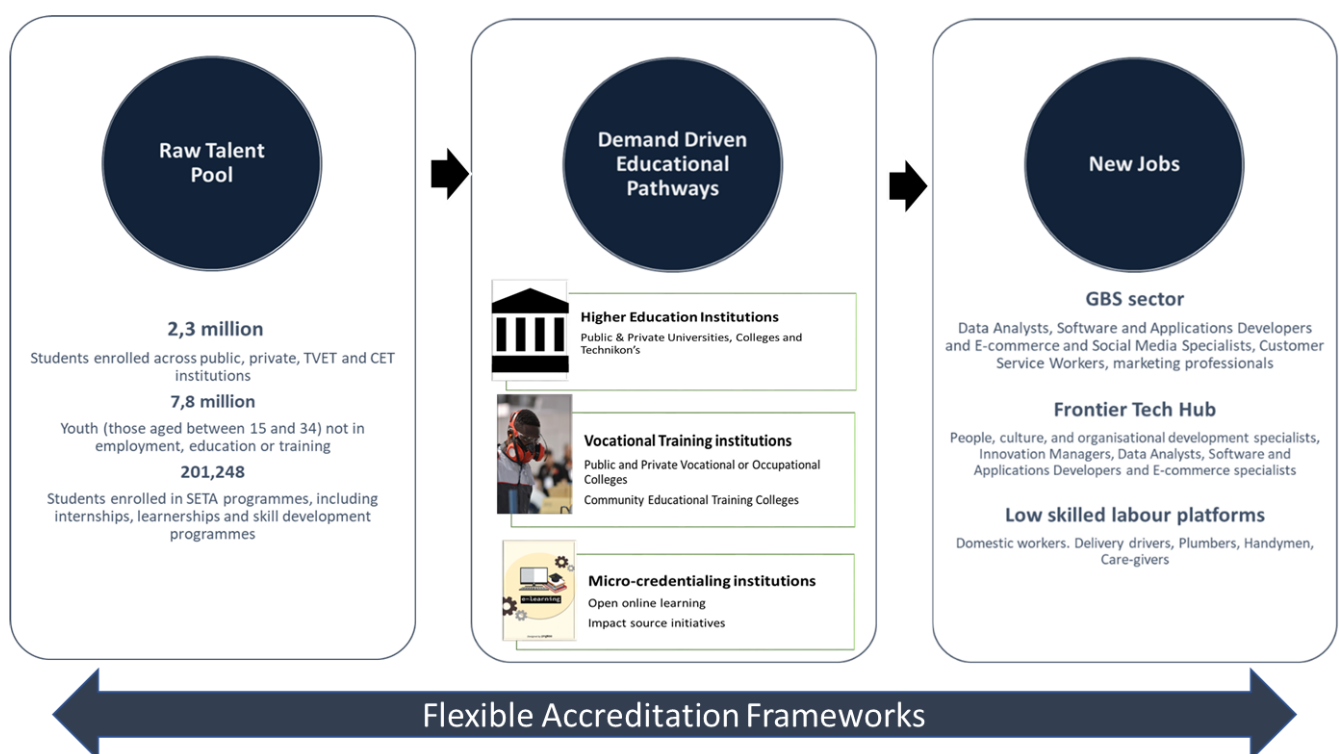 Raw Talent
Pool
2,3 million
Students enrolled across public, private, TVET and CET
institutions
7,8 million
Youth (those aged between 15 and 34) not in
employment, education or training
201,248
Students enrolled in SETA programmes, including
internships, learnerships and skill development
programmes
Demand Driven
Educational
Pathways
Higher Education Institutions
Public & Private Universities, Colleges and
Technikon's
Vocational Training institutions
Public and Private Vocational or Occupational
Colleges
Community Educational Training Colleges
e-learning
Micro-credentialing institutions
Open online learning
Impact source initiatives
New Jobs
GBS sector
Data Analysts, Software and Applications Developers
and E-commerce and Social Media Specialists, Customer
Service Workers, marketing professionals
Frontier Tech Hub
People, culture, and organisational development specialists,
Innovation Managers, Data Analysts, Software and
Applications Developers and E-commerce specialists
Low skilled labour platforms
Domestic workers. Delivery drivers, Plumbers, Handymen,
Care-givers
Flexible Accreditation Frameworks